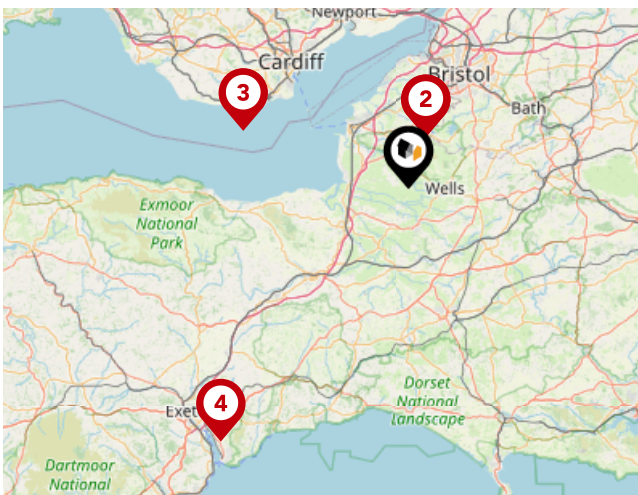 Newport
Cardiff
Bristol
3
2
Bath
Wells
Exmoor
National
Park
Dorset
National
Landscape
4
Exet
Dartmoor
National